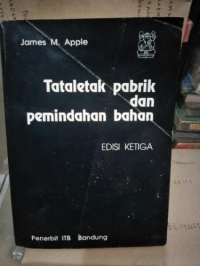 James M. Apple
Tataletak pabrik
dan
pemindahan bahan
EDISI KETIGA
Penerbit ITB Bandung